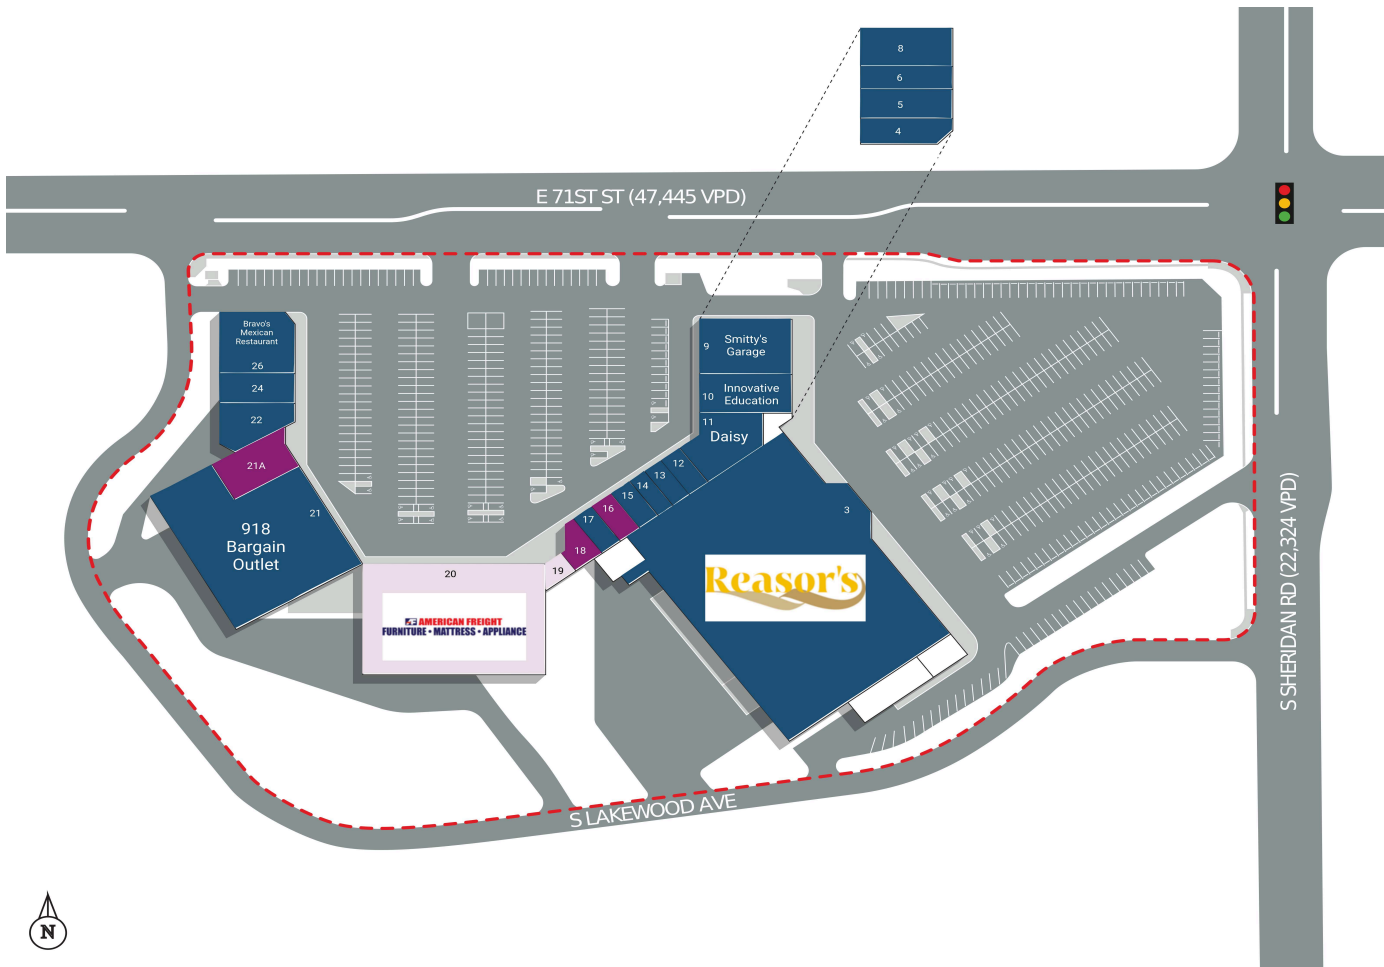 8
6
5
4
E 71ST ST (47,445 VPD)
Bravo's
Mexican
Restaurant
26
24
22
21A
21
918
Bargain
Outlet
9
Smitty's
Garage
10
Innovative
Education
11
Daisy
12
13
14
15
16
17
18
19
20
AMERICAN FREIGHT
FURNITURE • MATTRESS • APPLIANCE
3
Reasor's
S SHERIDAN RD (22,324 VPD)
S LAKEWOOD AVE
N